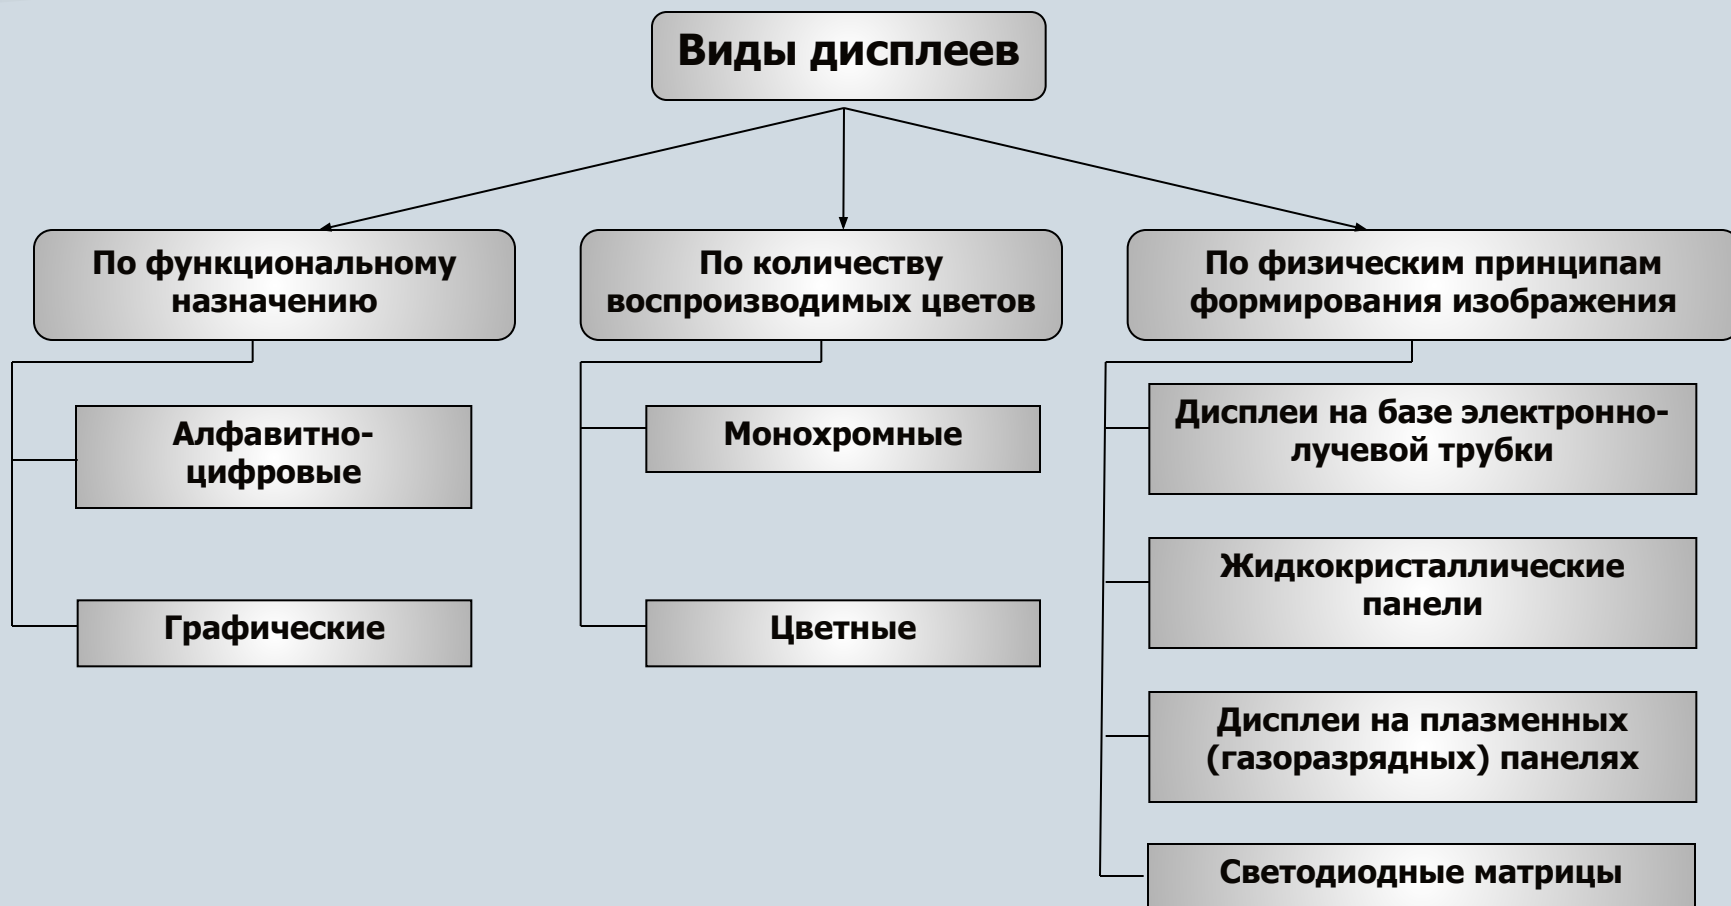 Виды дисплеев
По функциональному
назначению
Алфавитно-
цифровые
Графические
По количеству
воспроизводимых цветов
Монохромные
Цветные
По физическим принципам
формирования изображения
Дисплеи на базе электронно-
лучевой трубки
Жидкокристаллические
панели
Дисплеи на плазменных
(газоразрядных) панелях
Светодиодные матрицы